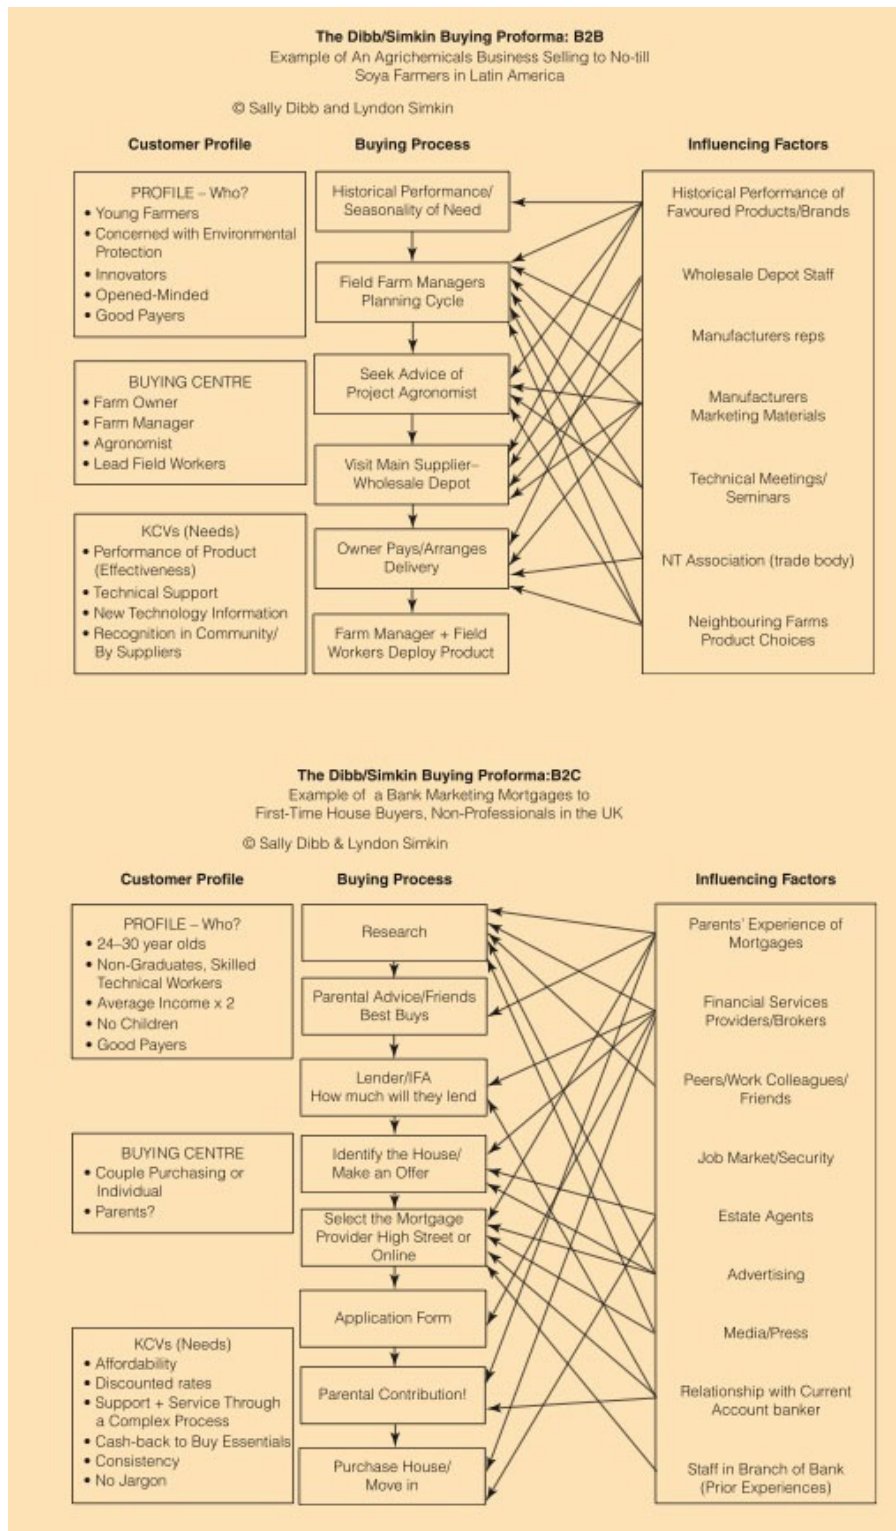 The Dibb/Simkin Buying Proforma: B2B
Example of An Agrichemicals Business Selling to No-till
Soya Farmers in Latin America
© Sally Dibb and Lyndon Simkin
Customer Profile
PROFILE – Who?
• Young Farmers
• Concerned with Environmental
Protection
• Innovators
• Opened-Minded
• Good Payers
BUYING CENTRE
• Farm Owner
• Farm Manager
• Agronomist
• Lead Field Workers
KCVs (Needs)
• Performance of Product
(Effectiveness)
• Technical Support
• New Technology Information
• Recognition in Community/
By Suppliers
Buying Process
Historical Performance/
Seasonality of Need
Field Farm Managers
Planning Cycle
Seek Advice of
Project Agronomist
Visit Main Supplier–
Wholesale Depot
Owner Pays/Arranges
Delivery
Farm Manager + Field
Workers Deploy Product
Influencing Factors
Historical Performance of
Favoured Products/Brands
Wholesale Depot Staff
Manufacturers reps
Manufacturers
Marketing Materials
Technical Meetings/
Seminars
NT Association (trade body)
Neighbouring Farms
Product Choices
The Dibb/Simkin Buying Proforma:B2C
Example of a Bank Marketing Mortgages to
First-Time House Buyers, Non-Professionals in the UK
© Sally Dibb & Lyndon Simkin
Customer Profile
PROFILE – Who?
• 24–30 year olds
• Non-Graduates, Skilled
Technical Workers
• Average Income x 2
• No Children
• Good Payers
BUYING CENTRE
• Couple Purchasing or
Individual
• Parents?
KCVs (Needs)
• Affordability
• Discounted rates
• Support + Service Through
a Complex Process
• Cash-back to Buy Essentials
• Consistency
• No Jargon
Buying Process
Research
Parental Advice/Friends
Best Buys
Lender/IFA
How much will they lend
Identify the House/
Make an Offer
Select the Mortgage
Provider High Street or
Online
Application Form
Parental Contribution!
Purchase House/
Move in
Influencing Factors
Parents' Experience of
Mortgages
Financial Services
Providers/Brokers
Peers/Work Colleagues/
Friends
Job Market/Security
Estate Agents
Advertising
Media/Press
Relationship with Current
Account banker
Staff in Branch of Bank
(Prior Experiences)